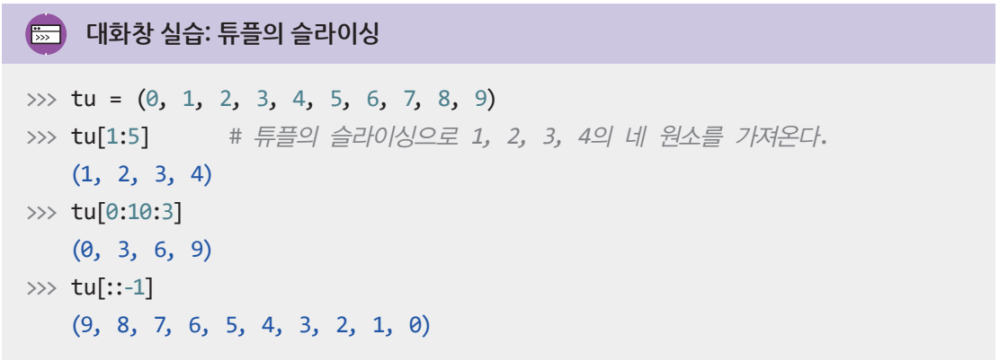 >>>
대화창 실습: 튜플의 슬라이싱
>>> tu = (0, 1, 2, 3, 4, 5, 6, 7, 8, 9)
>>> tu[1:5] # 튜플의 슬라이싱으로 1, 2, 3, 4의 네 원소를 가져온다.
(1, 2, 3, 4)
>>> tu[0:10:3]
(0, 3, 6, 9)
>>> tu[::-1]
(9, 8, 7, 6, 5, 4, 3, 2, 1, 0)